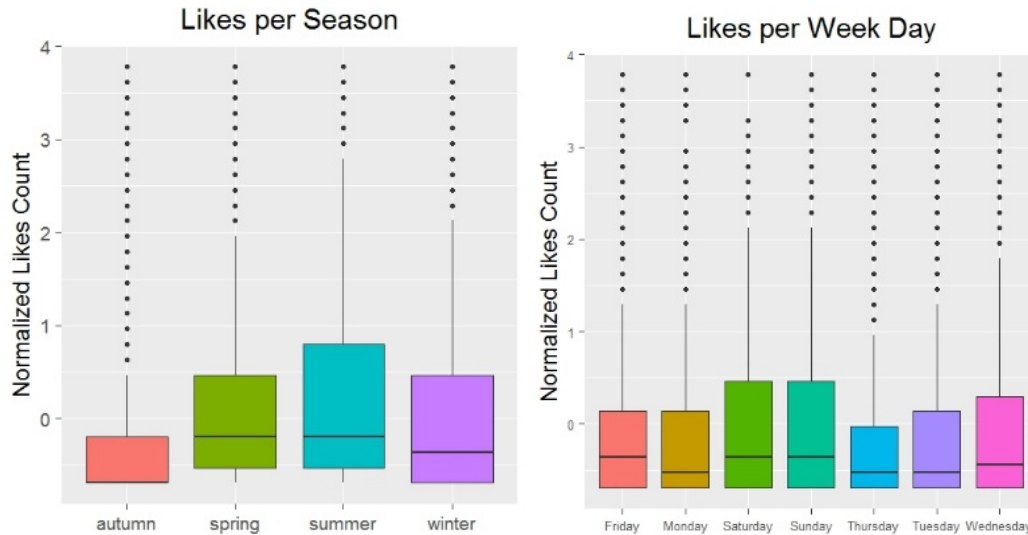 Likes per Season
Normalized Likes Count
4
3
2
1
0
autumn spring summer winter
Likes per Week Day
Normalized Likes Count
4
3
2
1
0
Friday Monday Saturday Sunday Thursday Tuesday Wednesday